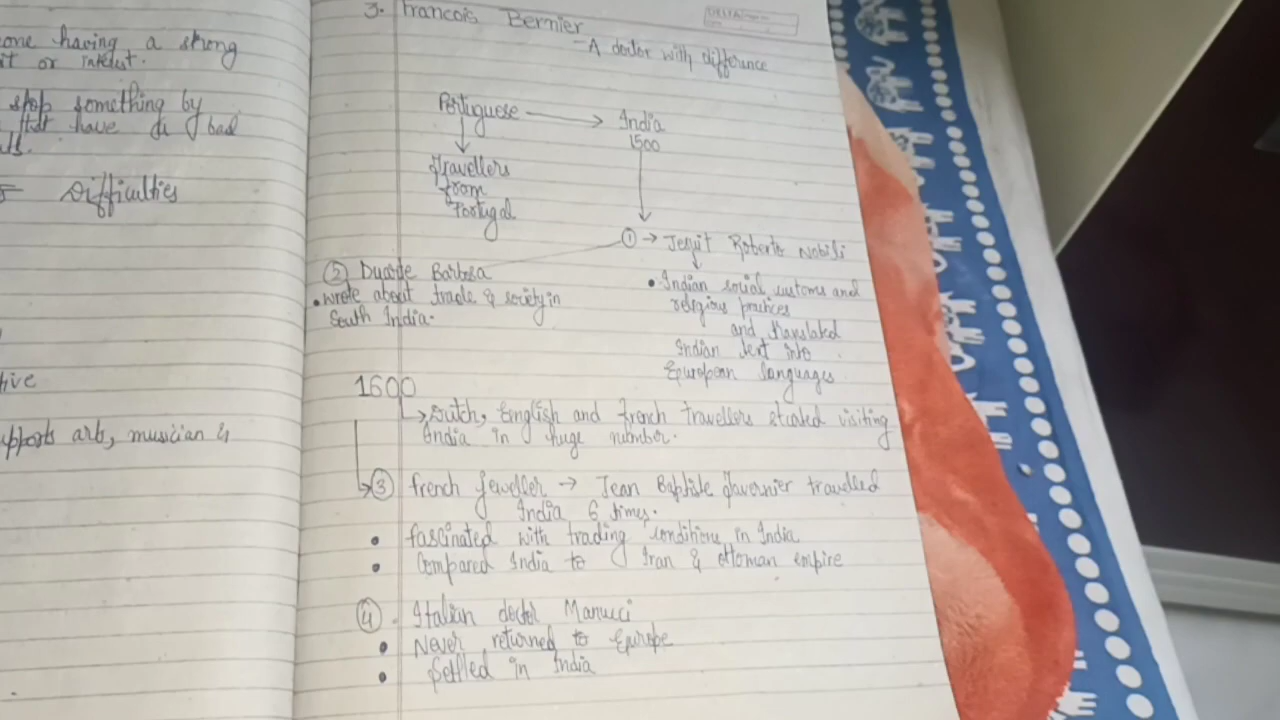 one having a strong
or interest.
stop something by
that have bad
Difficulties
tive
arts, musician &
3. Francois Bernier
- A doctor with difference
Portuguese → India
1500
↓
Travellers
from
Portugal
① → Jesuit Roberto Nobili
• Indian social customs and
religious practices
and translated
Indian text into
European languages
② Duarte Barbosa
• wrote about trade & society in
South India.
1600
→ Dutch, English and French travellers started visiting
India in huge number.
③ French Jeweller → Jean Baptiste Tavernier travelled
India 6 times.
• fascinated with trading conditions in India
• Compared India to Iran & ottoman empire
④ . Italian doctor Manucci
• Never returned to Europe
• Settled in India